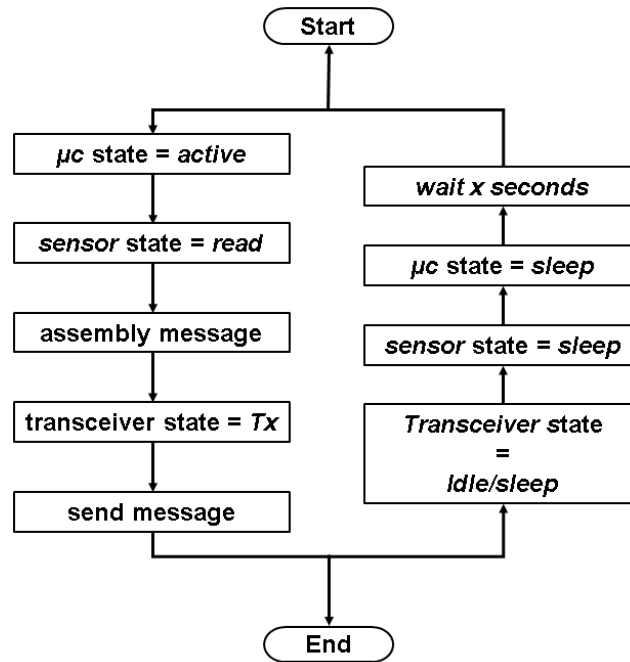 Start
µc state = active
sensor state = read
assembly message
transceiver state = Tx
send message
wait x seconds
µc state = sleep
sensor state = sleep
Transceiver state
=
Idle/sleep
End